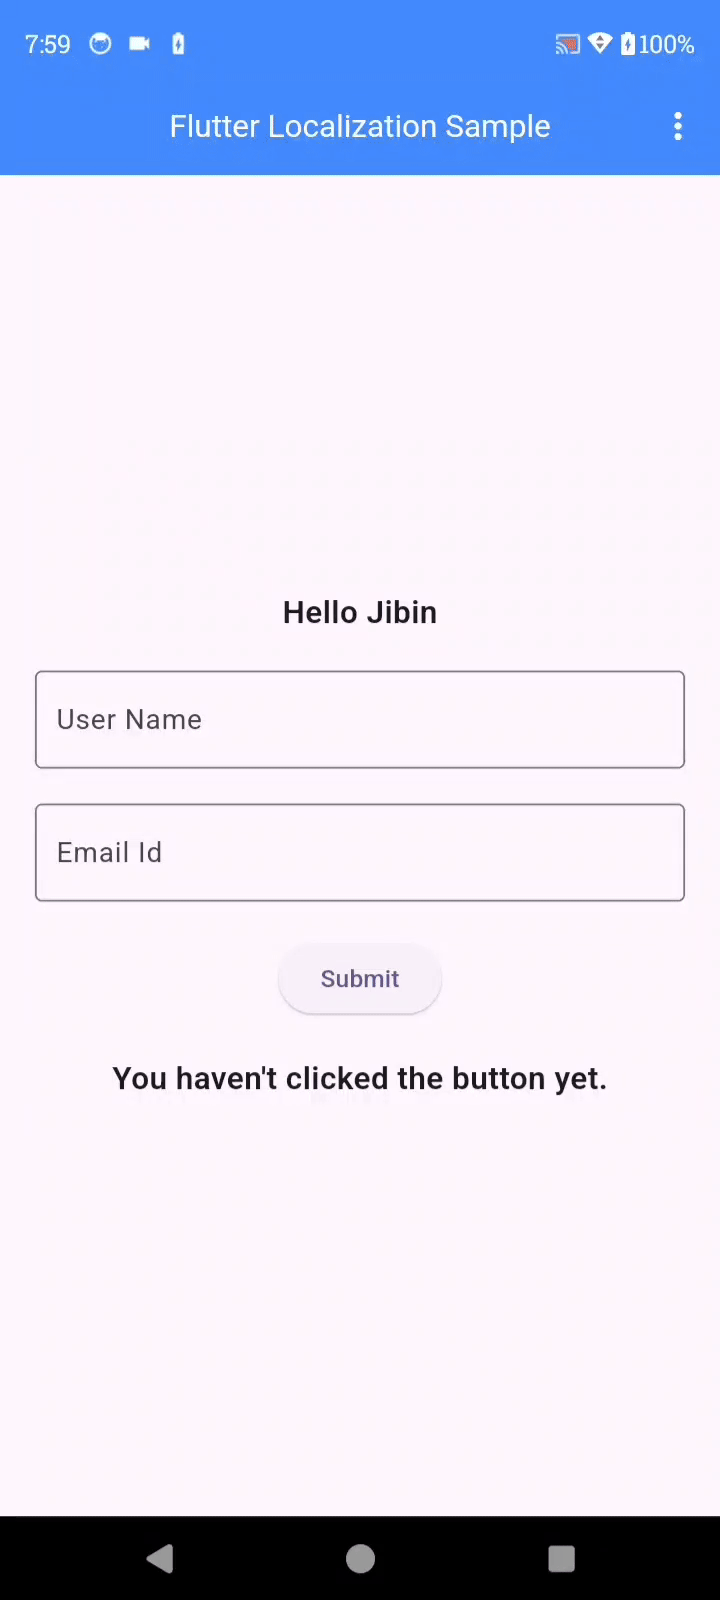 7:59 100%
Flutter Localization Sample
Hello Jibin
User Name
Email Id
Submit
You haven't clicked the button yet.